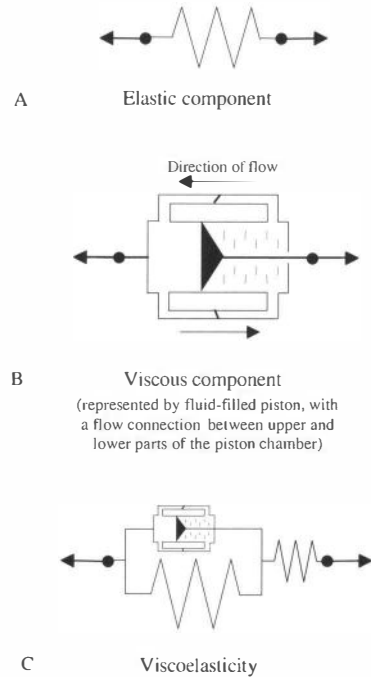 A Elastic component
Direction of flow
B Viscous component
(represented by fluid-filled piston, with
a flow connection between upper and
lower parts of the piston chamber)
C Viscoelasticity